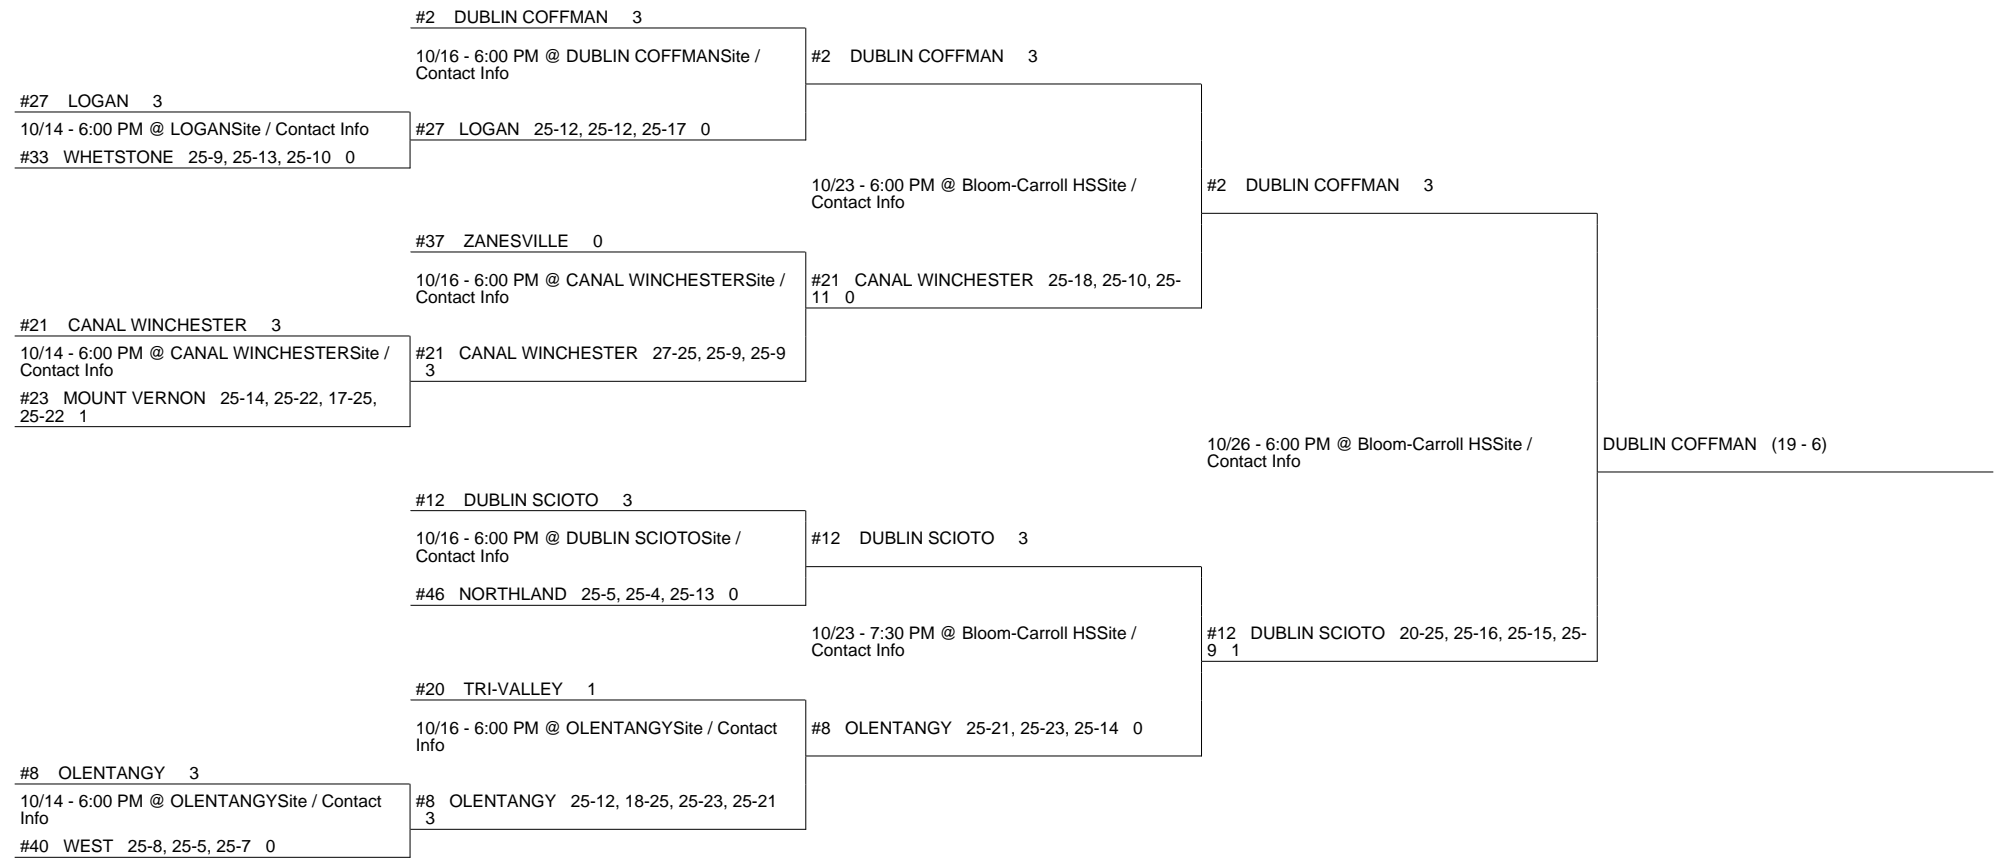 #2 DUBLIN COFFMAN 3
10/16 - 6:00 PM @ DUBLIN COFFMANSite /
Contact Info
#27 LOGAN 25-12, 25-12, 25-17 0
#27 LOGAN 3
10/14 - 6:00 PM @ LOGANSite / Contact Info
#33 WHETSTONE 25-9, 25-13, 25-10 0
#2 DUBLIN COFFMAN 3
10/23 - 6:00 PM @ Bloom-Carroll HSSite /
Contact Info
#21 CANAL WINCHESTER 25-18, 25-10, 25-
11 0
#37 ZANESVILLE 0
10/16 - 6:00 PM @ CANAL WINCHESTERSite /
Contact Info
#21 CANAL WINCHESTER 27-25, 25-9, 25-9
3
#21 CANAL WINCHESTER 3
10/14 - 6:00 PM @ CANAL WINCHESTERSite /
Contact Info
#23 MOUNT VERNON 25-14, 25-22, 17-25,
25-22 1
#2 DUBLIN COFFMAN 3
10/26 - 6:00 PM @ Bloom-Carroll HSSite /
Contact Info
DUBLIN COFFMAN (19 - 6)
#12 DUBLIN SCIOTO 20-25, 25-16, 25-15, 25-
9 1
#12 DUBLIN SCIOTO 3
10/16 - 6:00 PM @ DUBLIN SCIOTOSite /
Contact Info
#46 NORTHLAND 25-5, 25-4, 25-13 0
#12 DUBLIN SCIOTO 3
10/23 - 7:30 PM @ Bloom-Carroll HSSite /
Contact Info
#8 OLENTANGY 25-21, 25-23, 25-14 0
#20 TRI-VALLEY 1
10/16 - 6:00 PM @ OLENTANGYSite / Contact
Info
#8 OLENTANGY 25-12, 18-25, 25-23, 25-21
3
#8 OLENTANGY 3
10/14 - 6:00 PM @ OLENTANGYSite / Contact
Info
#40 WEST 25-8, 25-5, 25-7 0